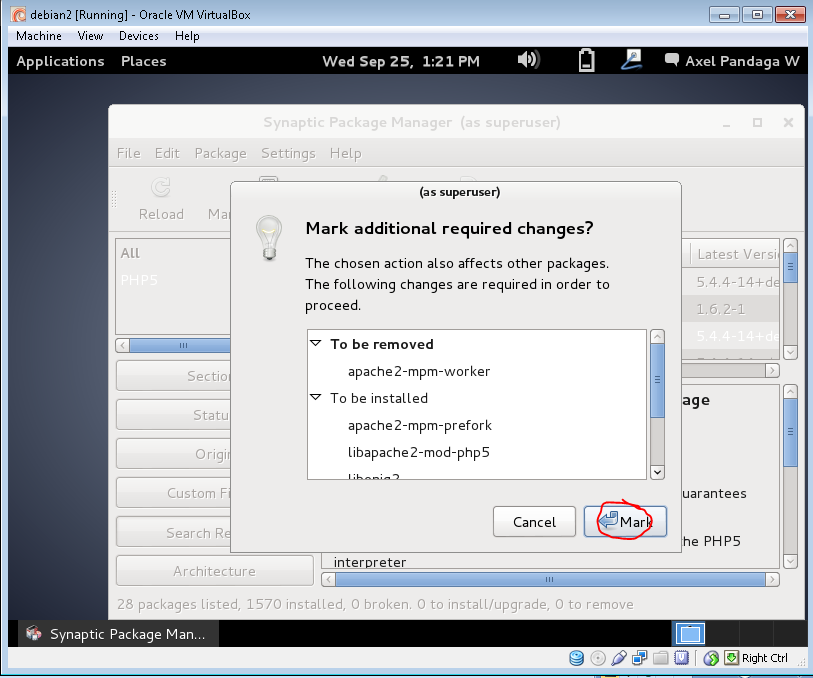 debian2 [Running] - Oracle VM VirtualBox
Machine View Devices Help
Applications Places Wed Sep 25, 1:21 PM Axel Pandaga W
Synaptic Package Manager (as superuser)
File Edit Package Settings Help
Reload
(as superuser)
Mark additional required changes?
The chosen action also affects other packages.
The following changes are required in order to
proceed.
To be removed
apache2-mpm-worker
To be installed
apache2-mpm-prefork
libapache2-mod-php5
Cancel Mark
All
PHP5
Latest Versi
5.4.4-14+de
1.6.2-1
5.4.4-14+de
Sectio
Statu
Origi
Custom Fi
Search Re
Architecture
age
uarantees
he PHP5
interpreter
28 packages listed, 1570 installed, 0 broken. 0 to install/upgrade, 0 to remove
Synaptic Package Man...
Right Ctrl